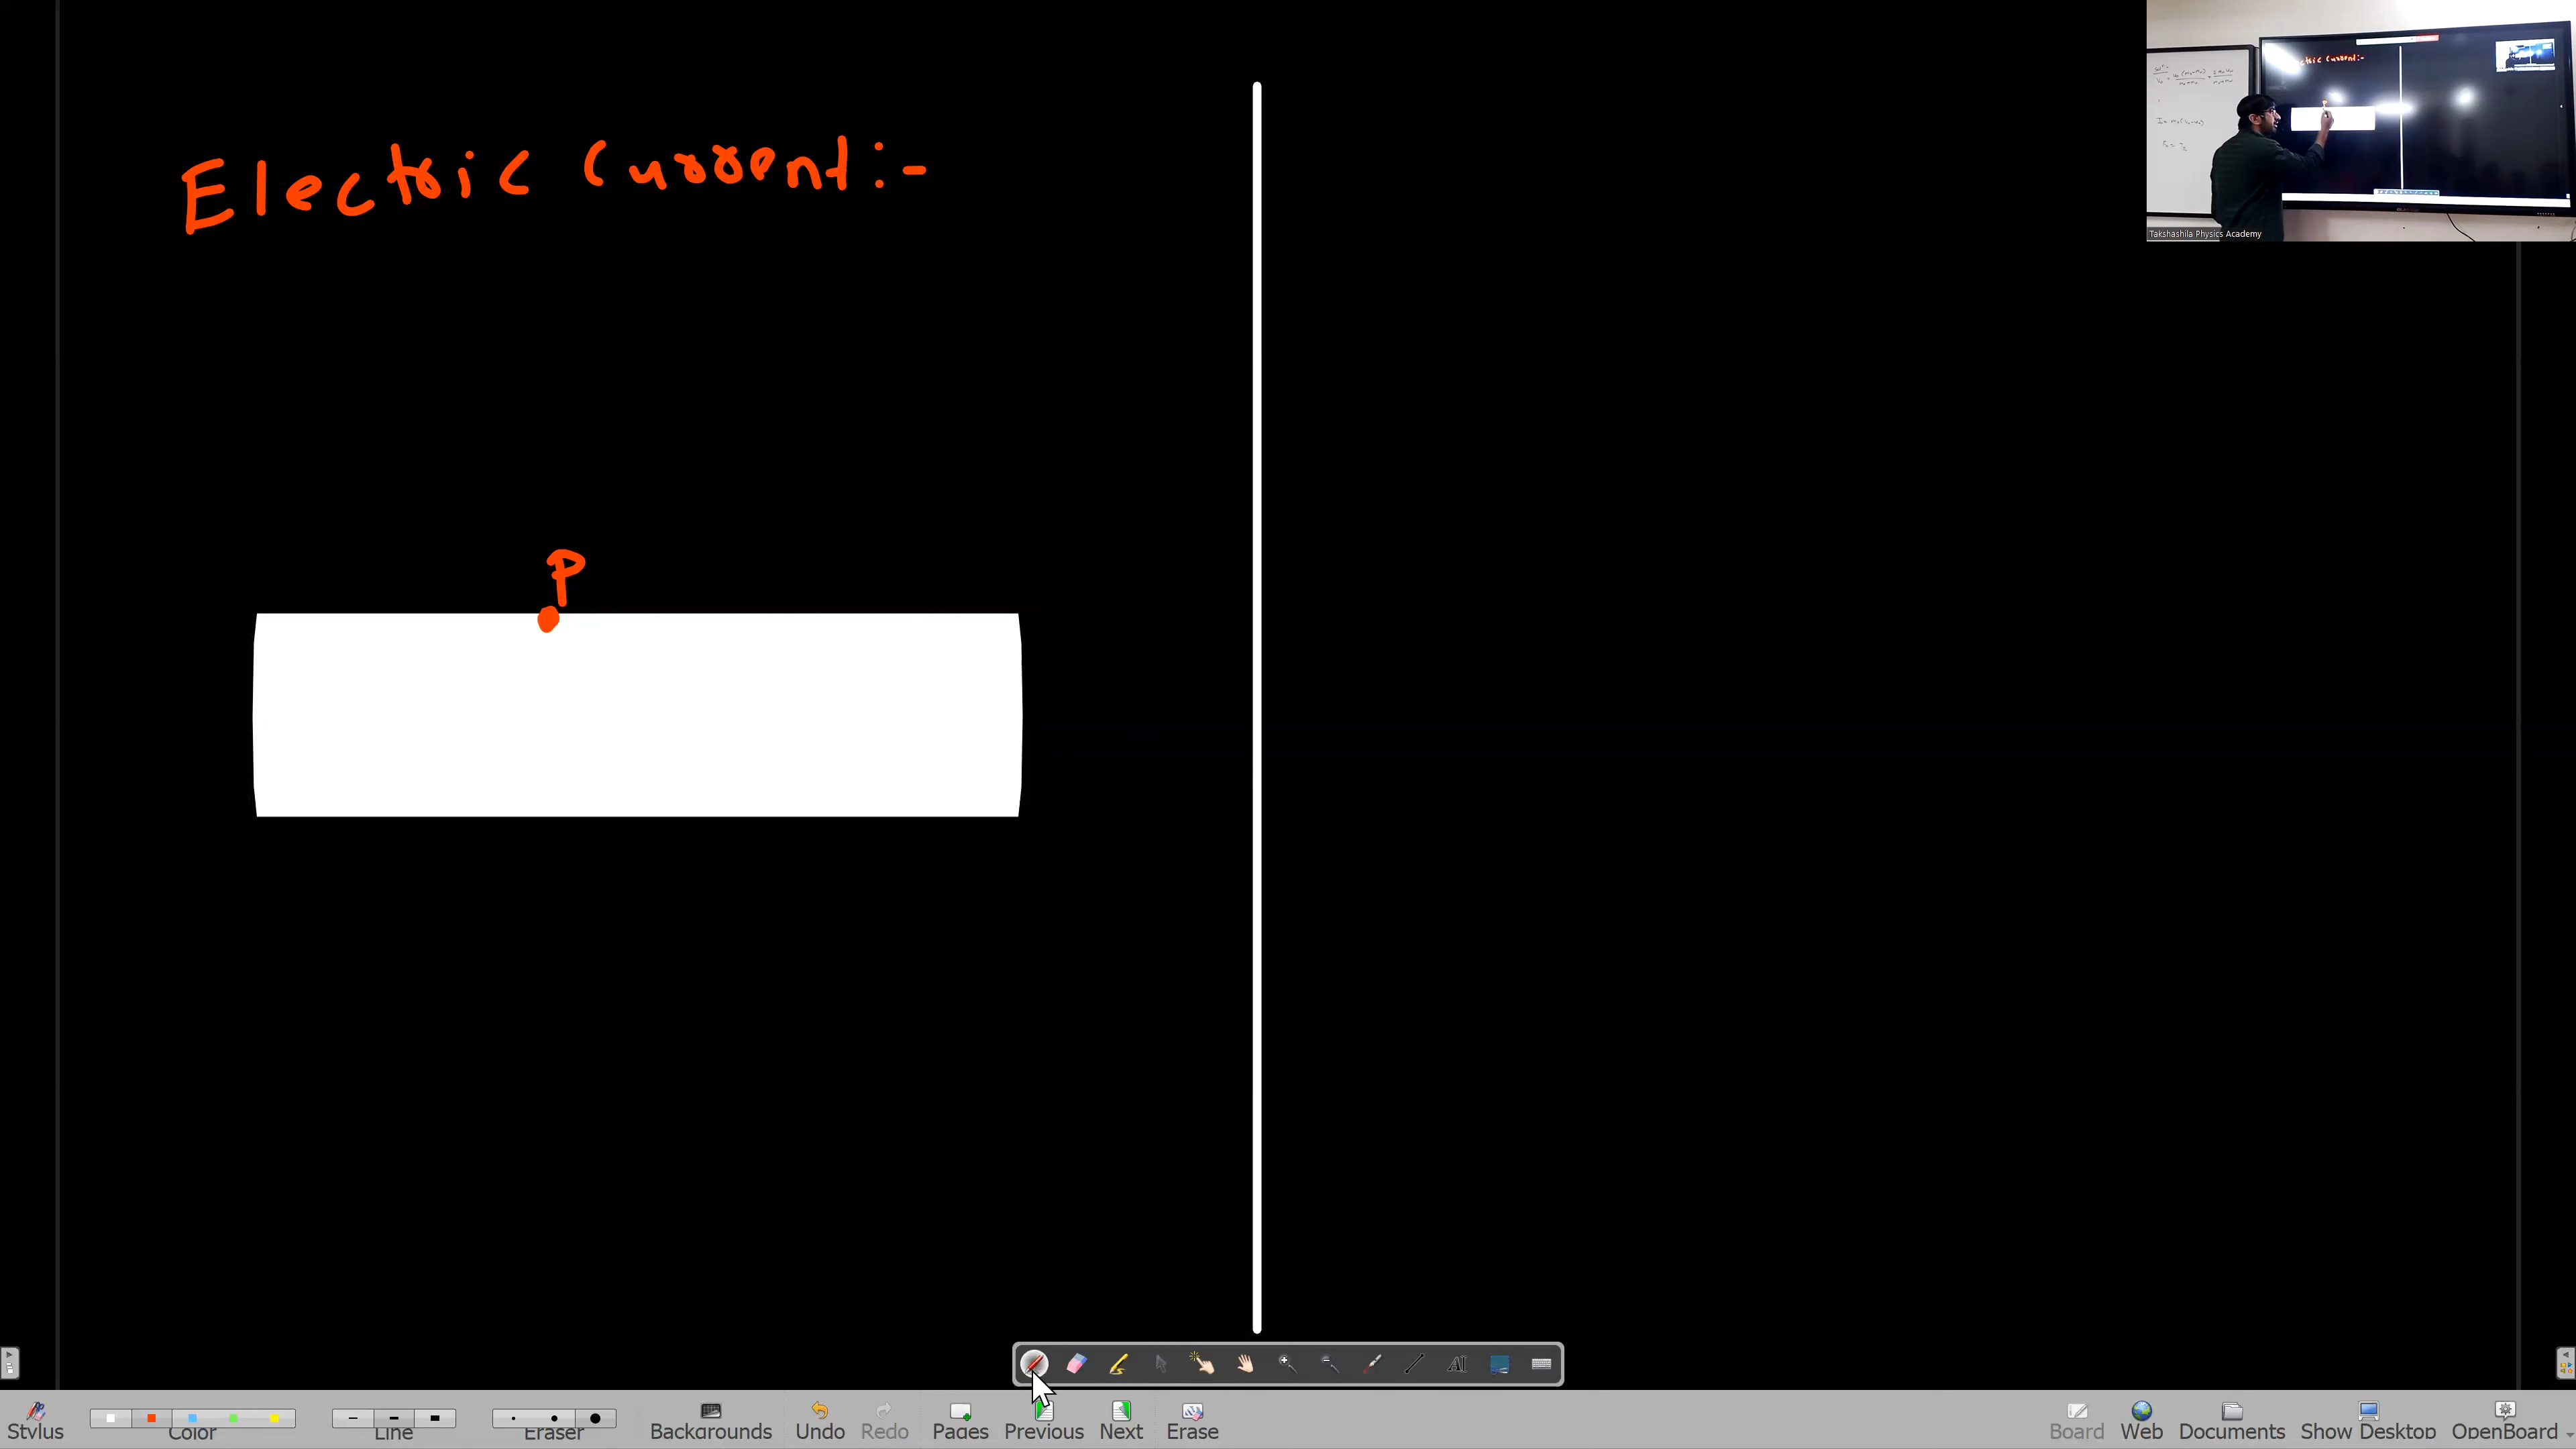 Electric Current:-
P
Takshashila Physics Academy
AI
Stylus
Color
Line
Eraser
Backgrounds
Undo
Redo
Pages
Previous
Next
Erase
Board
Web
Documents
Show Desktop
OpenBoard